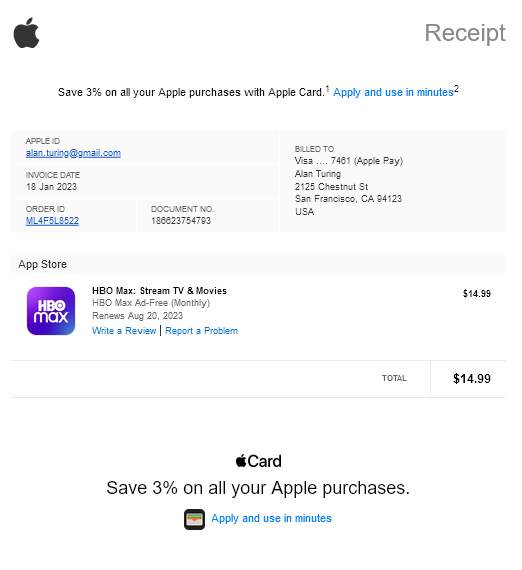 Receipt
Save 3% on all your Apple purchases with Apple Card.1 Apply and use in minutes2
APPLE ID
alan.turing@gmail.com
INVOICE DATE
18 Jan 2023
ORDER ID
ML4F5L8522
DOCUMENT NO.
186623754793
BILLED TO
Visa .... 7461 (Apple Pay)
Alan Turing
2125 Chestnut St
San Francisco, CA 94123
USA
App Store
HBO max
HBO Max: Stream TV & Movies
HBO Max Ad-Free (Monthly)
Renews Aug 20, 2023
Write a Review | Report a Problem
$14.99
TOTAL
$14.99
Card
Save 3% on all your Apple purchases.
Apply and use in minutes